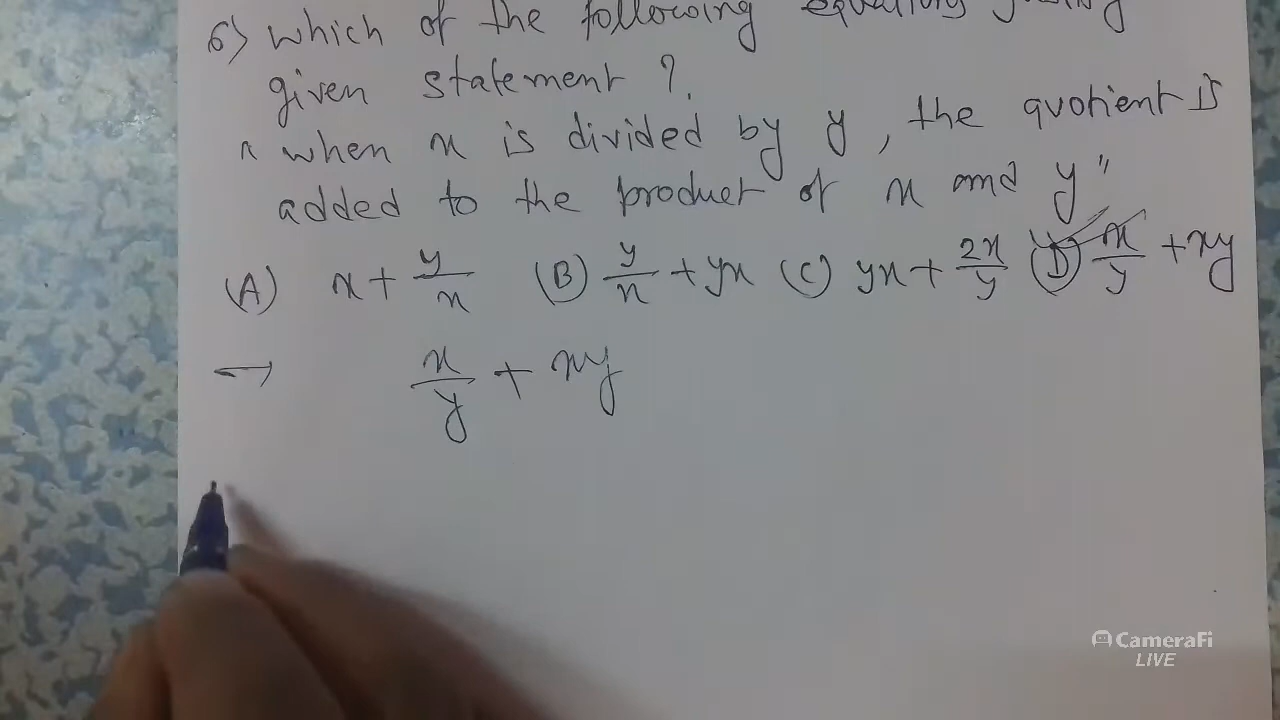 6) which of the following equations
given statement ?
" when x is divided by y , the quotient is
added to the product of x and y "
(A) x + y/x (B) y/x + yx (C) yx + 2x/y (D) x/y + xy
→ x/y + xy
CameraFi
LIVE